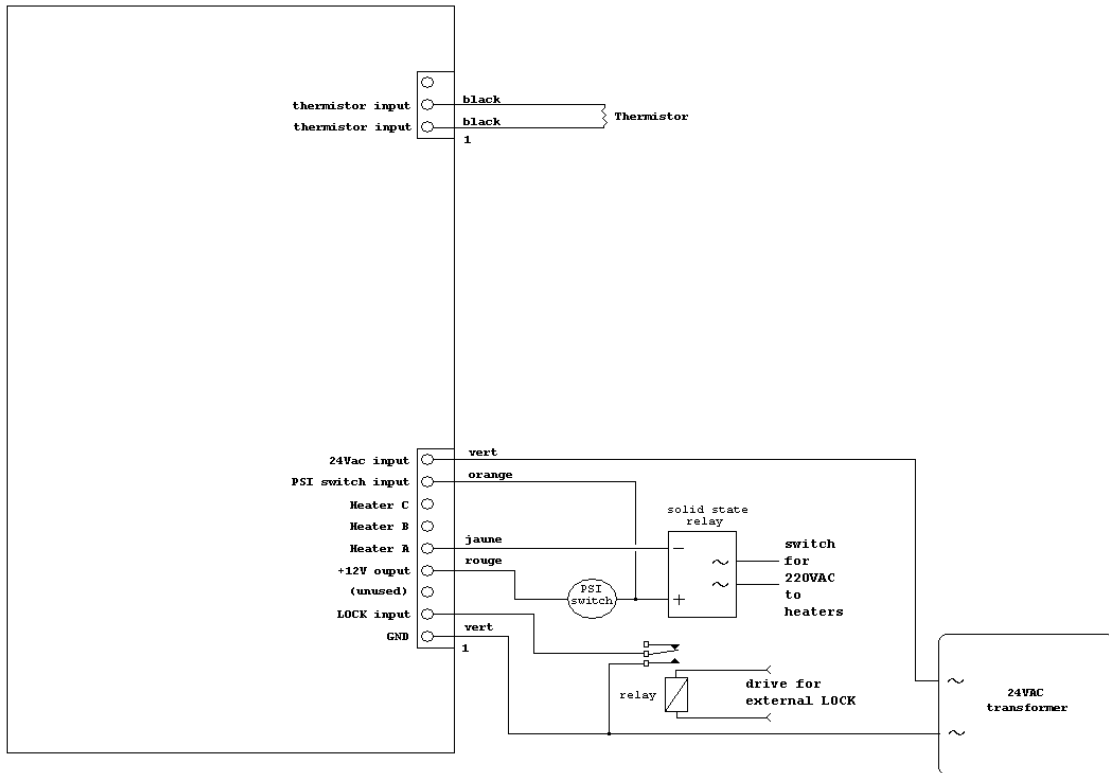 thermistor input
black
thermistor input
black
Thermistor
1
24Vac input
vert
PSI switch input
orange
Heater C
Heater B
Heater A
jaune
+12V ouput
rouge
(unused)
LOCK input
GND
vert
1
PSI
switch
solid state
relay
~
~
−
+
switch
for
220VAC
to
heaters
relay
drive for
external LOCK
~
24VAC
transformer
~